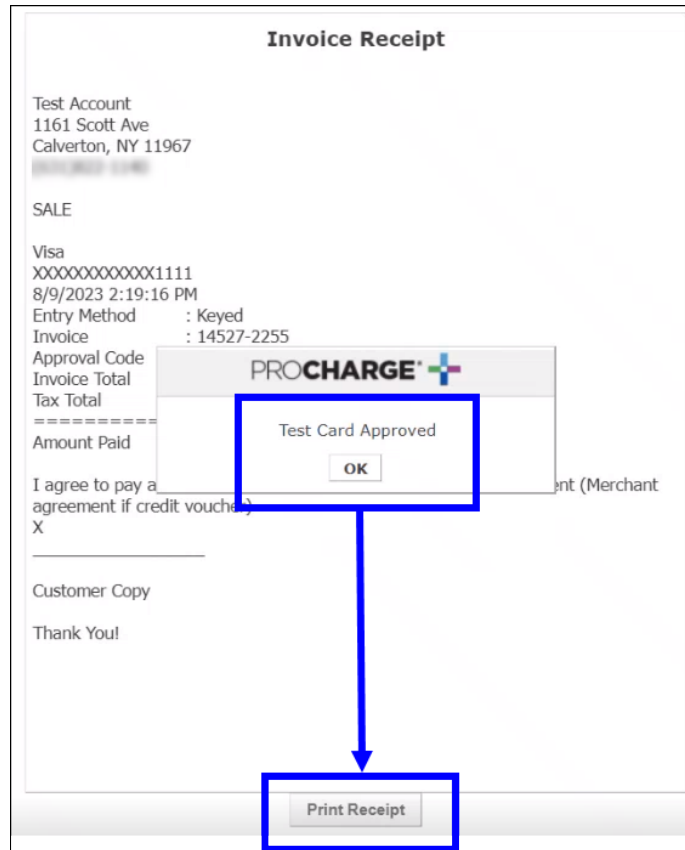 Invoice Receipt
Test Account
1161 Scott Ave
Calverton, NY 11967
SALE
Visa
XXXXXXXXXXXX1111
8/9/2023 2:19:16 PM
Entry Method : Keyed
Invoice : 14527-2255
Approval Code
Invoice Total
Tax Total
===========
Amount Paid
PROCHARGE
Test Card Approved
OK
I agree to pay a
agreement if credit voucher) (Merchant
X
Customer Copy
Thank You!
Print Receipt